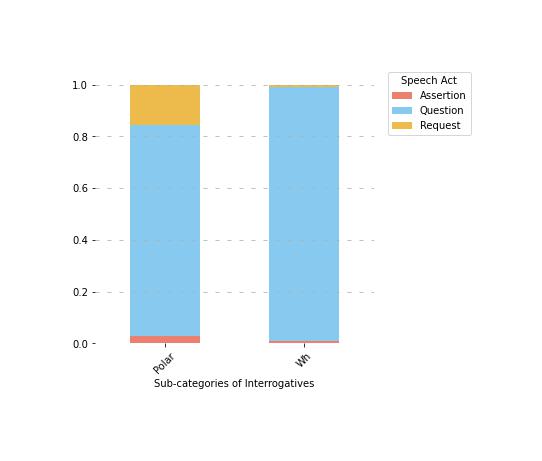 Speech Act
Assertion
Question
Request
1.0
0.8
0.6
0.4
0.2
0.0
Polar
Wh
Sub-categories of Interrogatives